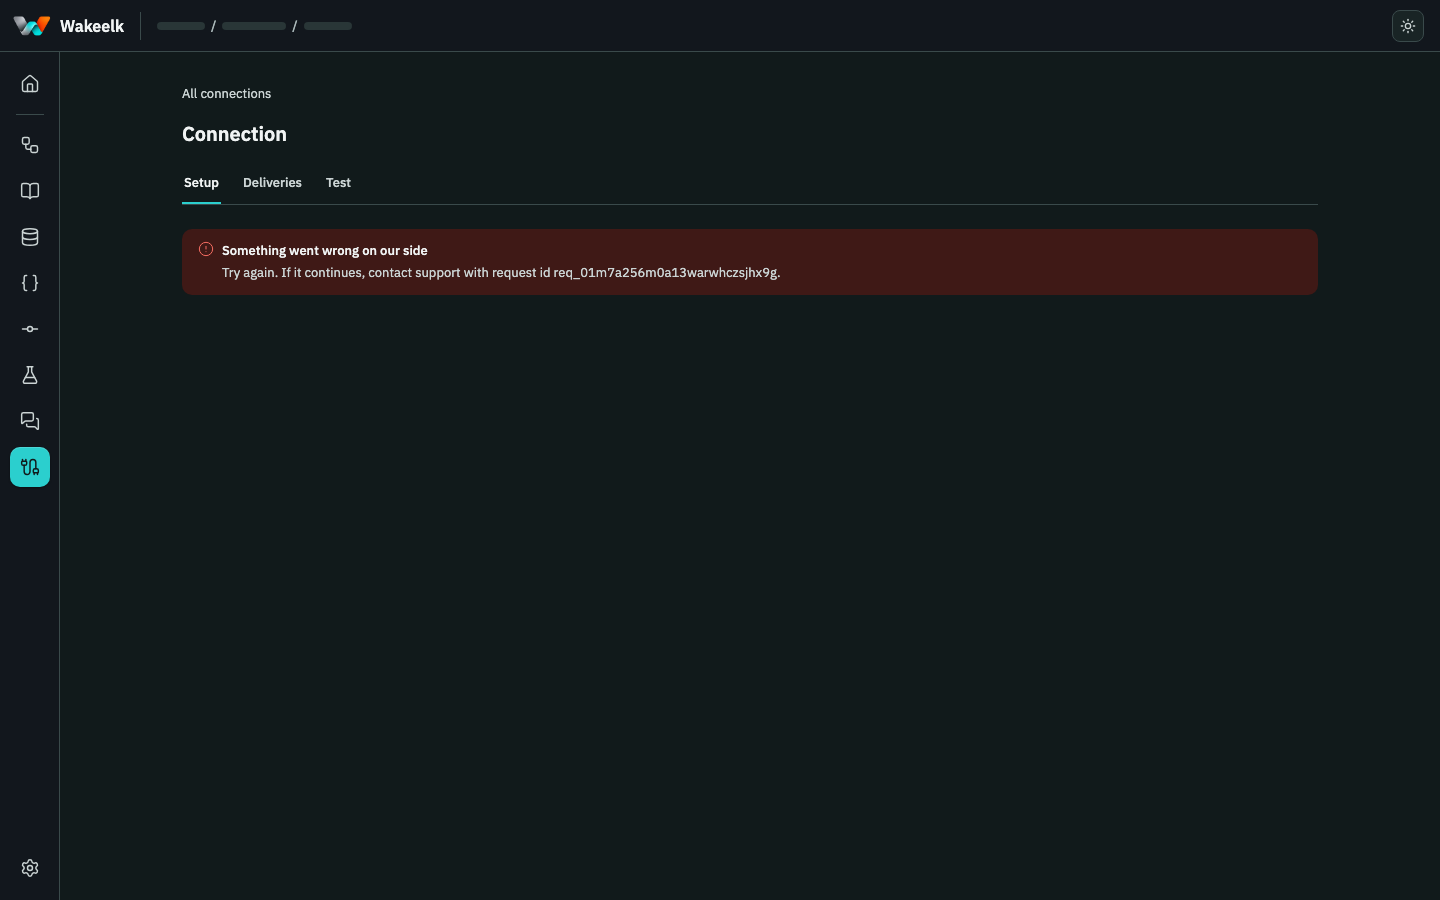 Wakeelk
/ /
All connections
Connection
Setup Deliveries Test
Something went wrong on our side
Try again. If it continues, contact support with request id req_01m7a256m0a13warwhczsjhx9g.